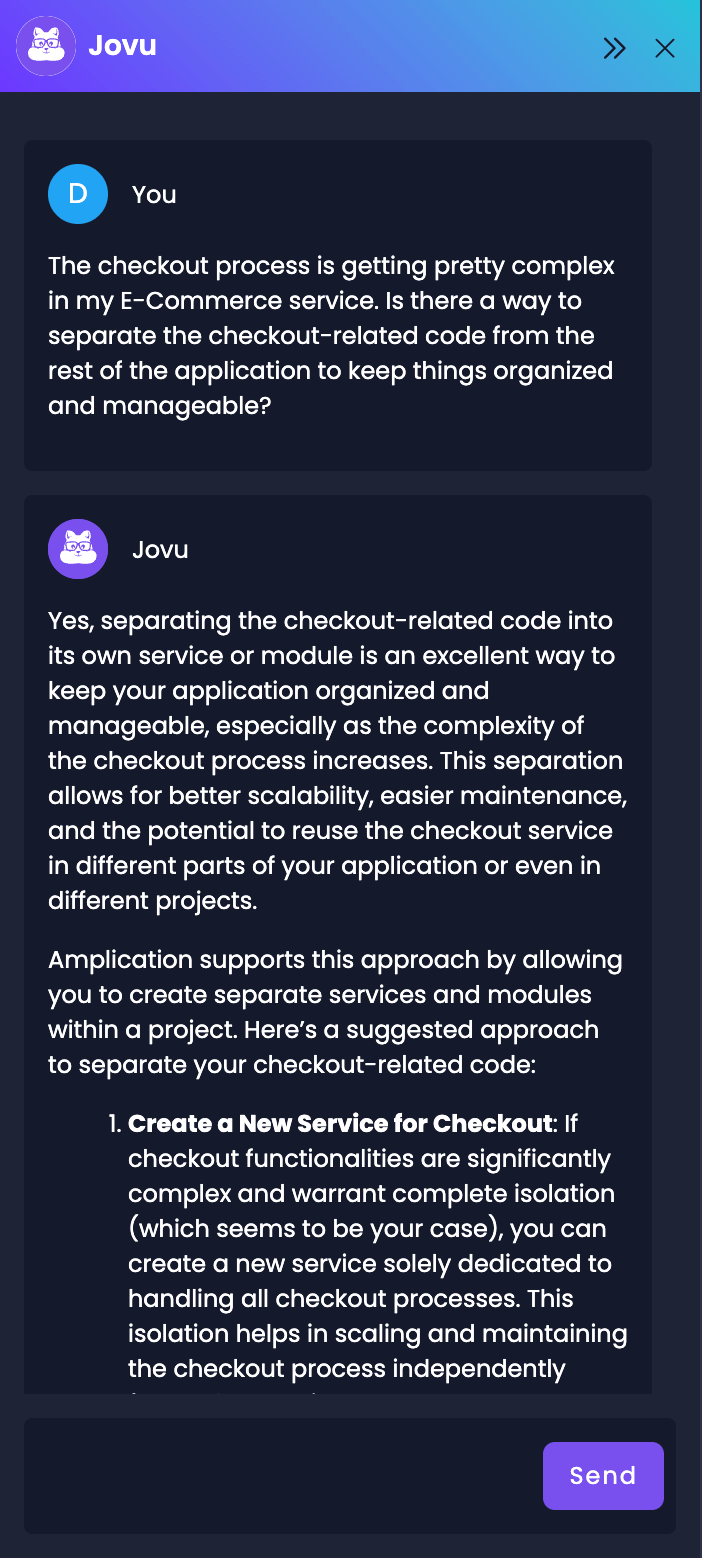 Jovu
D You
The checkout process is getting pretty complex
in my E-Commerce service. Is there a way to
separate the checkout-related code from the
rest of the application to keep things organized
and manageable?
Jovu
Yes, separating the checkout-related code into
its own service or module is an excellent way to
keep your application organized and
manageable, especially as the complexity of
the checkout process increases. This separation
allows for better scalability, easier maintenance,
and the potential to reuse the checkout service
in different parts of your application or even in
different projects.
Amplication supports this approach by allowing
you to create separate services and modules
within a project. Here’s a suggested approach
to separate your checkout-related code:
1. Create a New Service for Checkout: If
checkout functionalities are significantly
complex and warrant complete isolation
(which seems to be your case), you can
create a new service solely dedicated to
handling all checkout processes. This
isolation helps in scaling and maintaining
the checkout process independently
Send